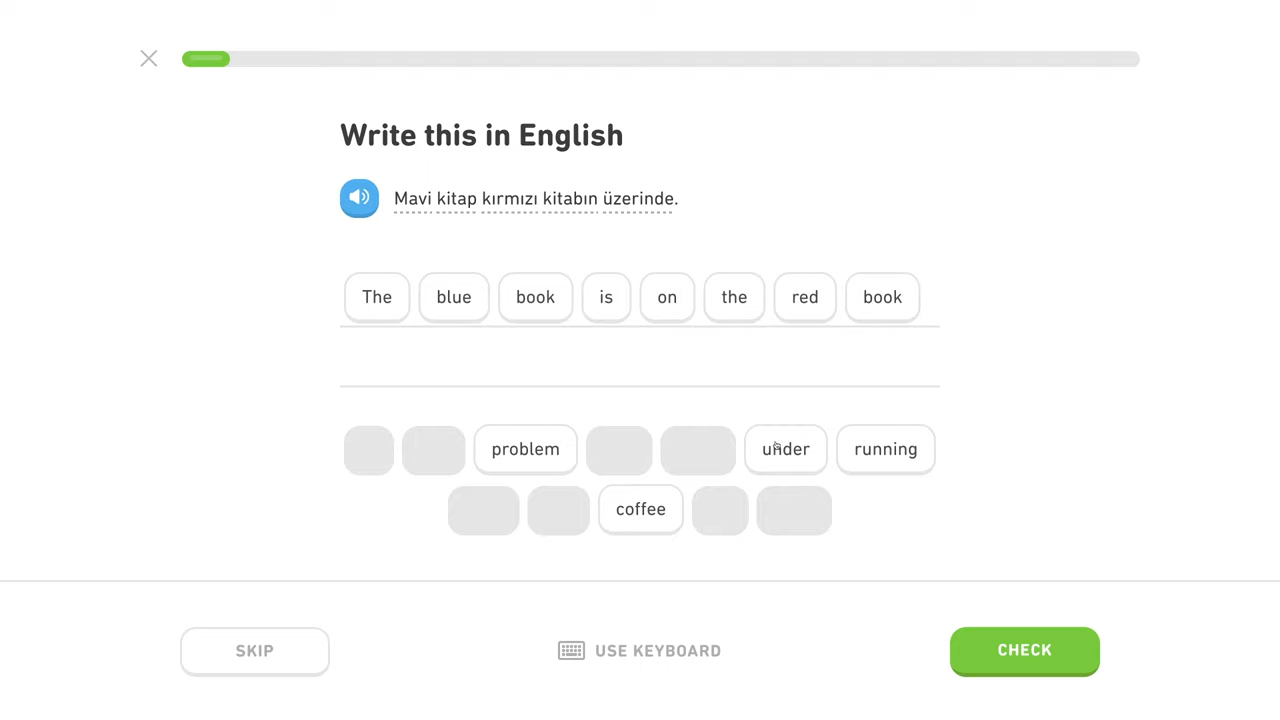 Write this in English
Mavi kitap kırmızı kitabın üzerinde.
The blue book is on the red book
problem under running
coffee
SKIP USE KEYBOARD CHECK